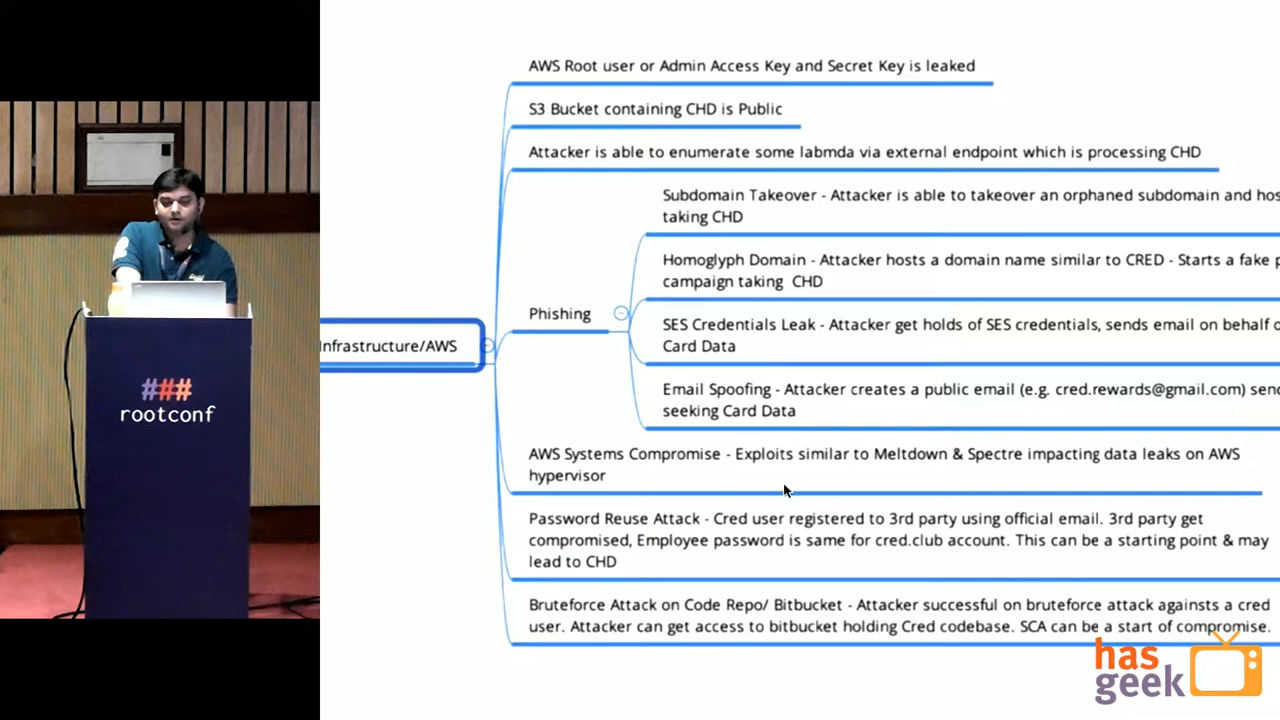 AWS Root user or Admin Access Key and Secret Key is leaked
S3 Bucket containing CHD is Public
Attacker is able to enumerate some labmda via external endpoint which is processing CHD
Subdomain Takeover - Attacker is able to takeover an orphaned subdomain and hos
taking CHD
Homoglyph Domain - Attacker hosts a domain name similar to CRED - Starts a fake p
campaign taking CHD
Phishing
SES Credentials Leak - Attacker get holds of SES credentials, sends email on behalf o
Card Data
Infrastructure/AWS
Email Spoofing - Attacker creates a public email (e.g. cred.rewards@gmail.com) send
seeking Card Data
AWS Systems Compromise - Exploits similar to Meltdown & Spectre impacting data leaks on AWS
hypervisor
Password Reuse Attack - Cred user registered to 3rd party using official email. 3rd party get
compromised, Employee password is same for cred.club account. This can be a starting point & may
lead to CHD
Bruteforce Attack on Code Repo/ Bitbucket - Attacker successful on bruteforce attack againsts a cred
user. Attacker can get access to bitbucket holding Cred codebase. SCA can be a start of compromise.
###
rootconf
has
geek